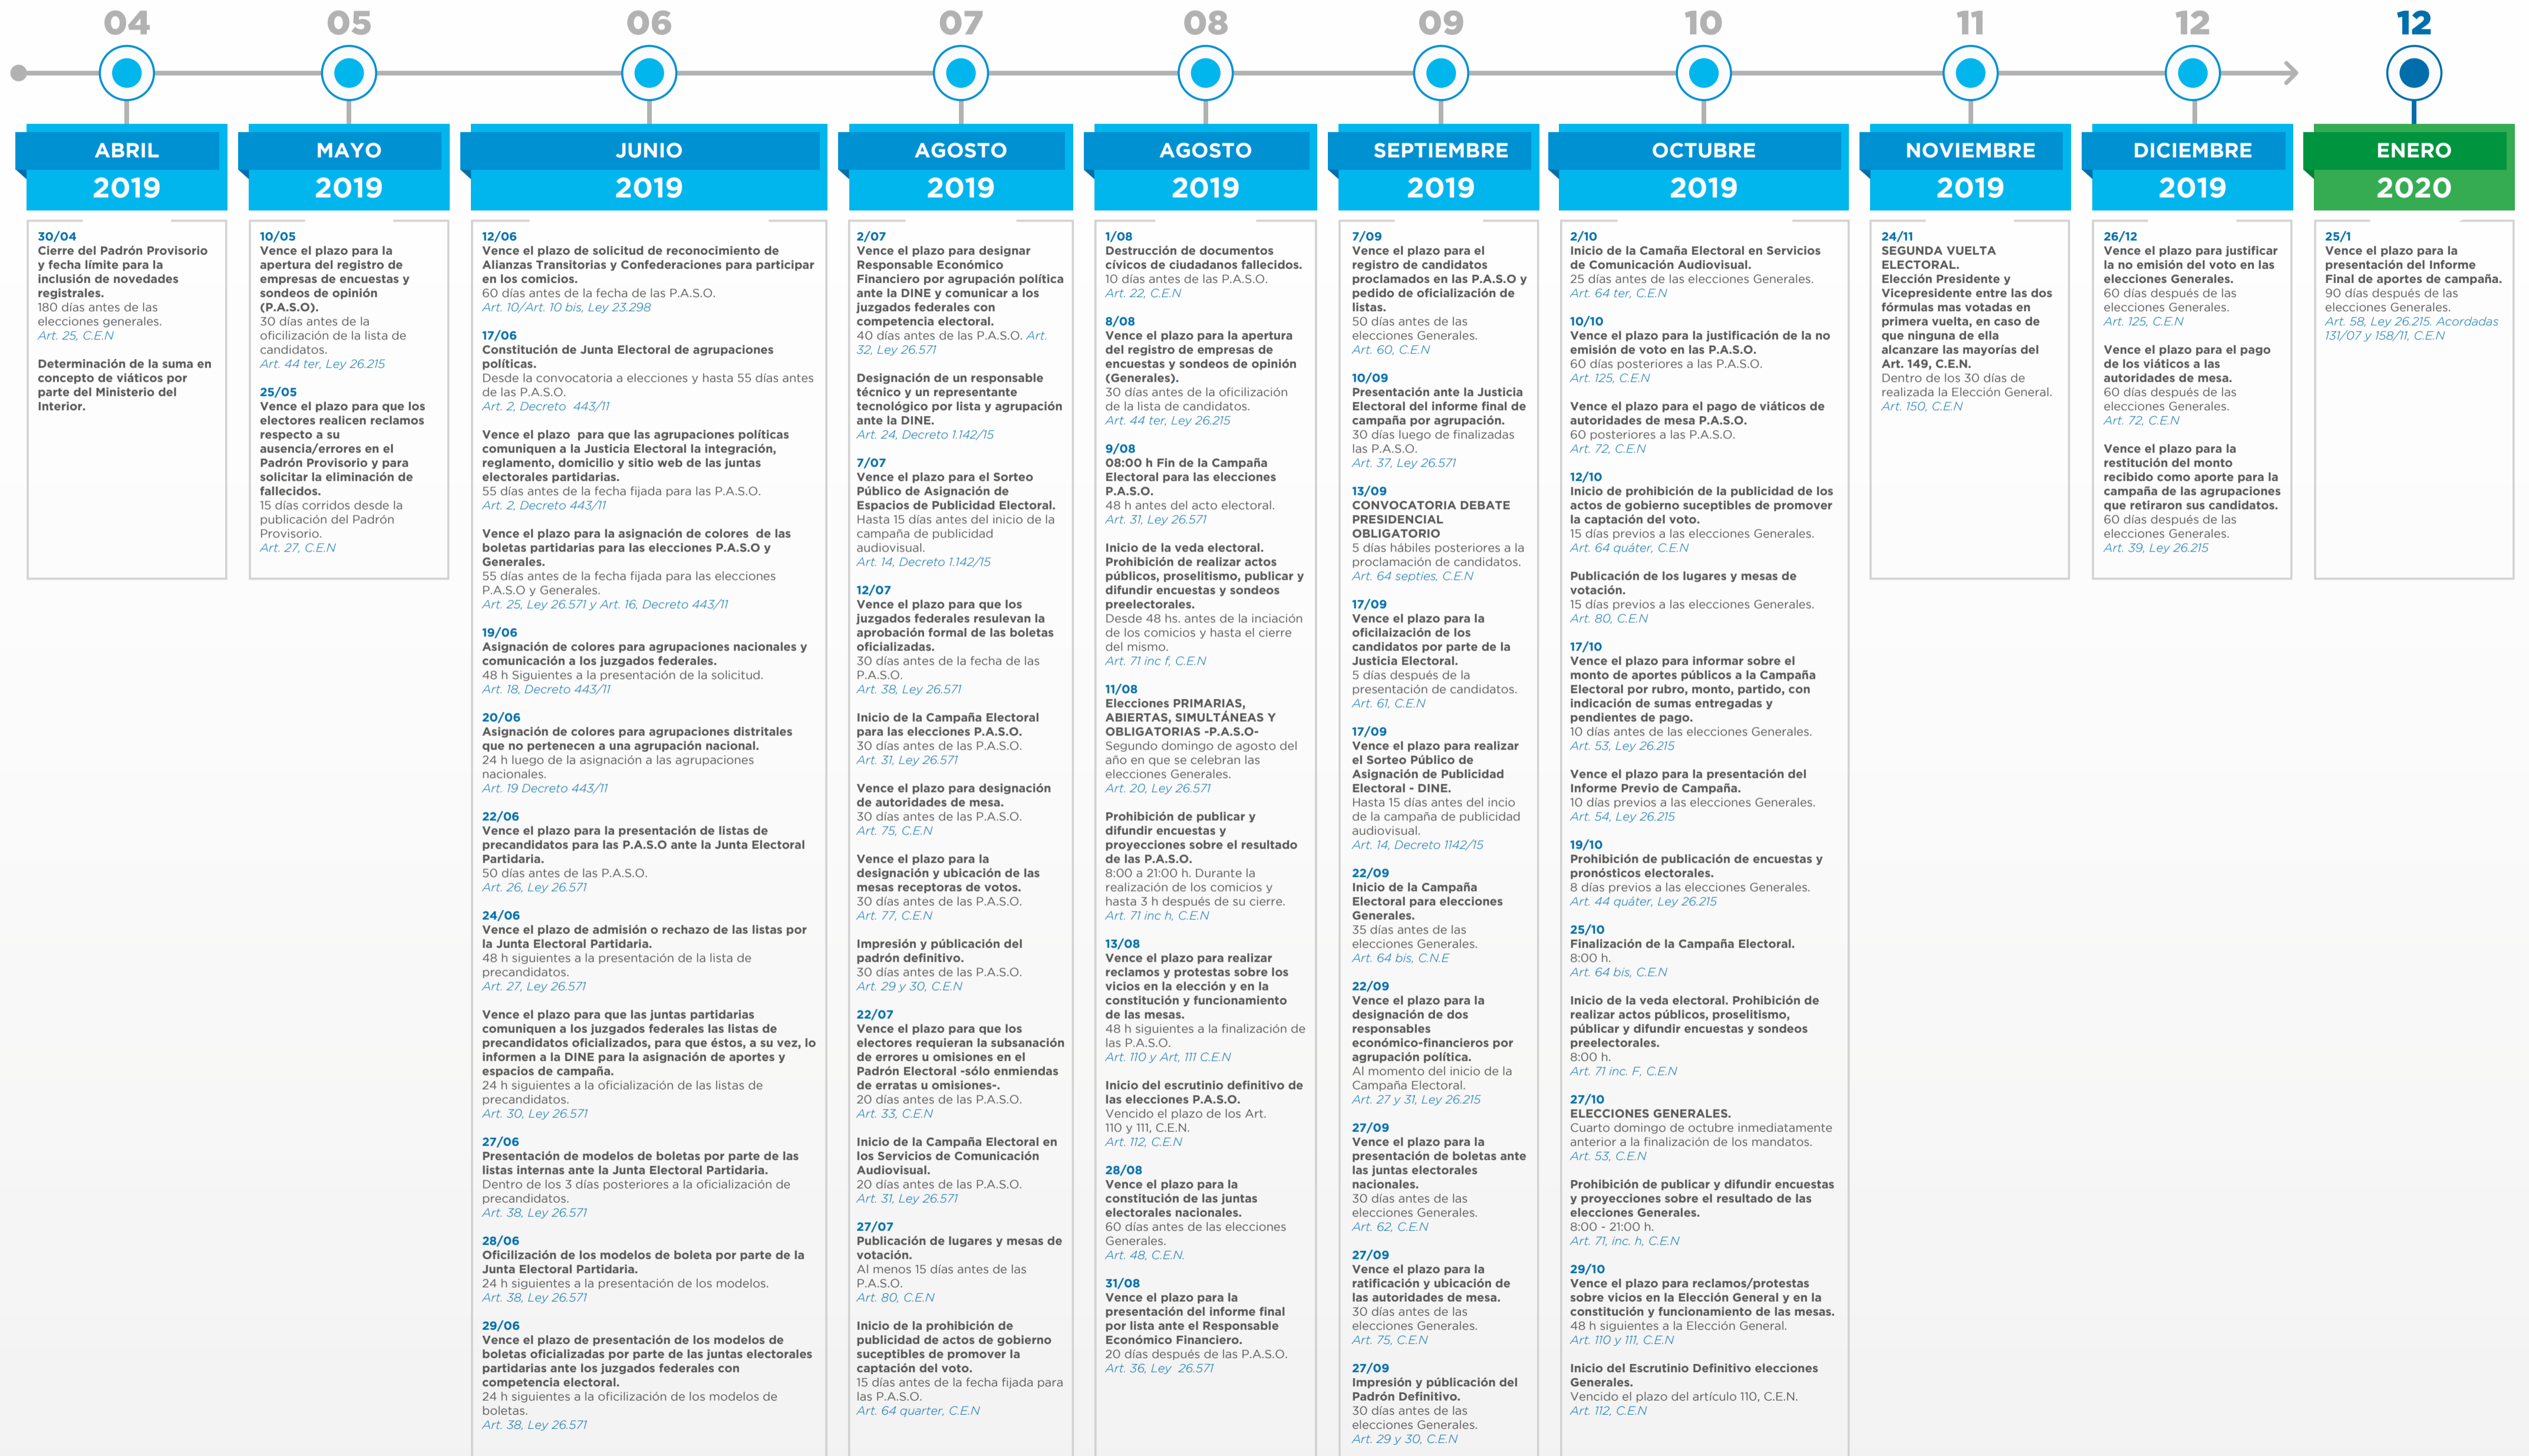 04
05
06
07
08
09
10
11
12
12
ABRIL
2019
30/04
Cierre del Padrón Provisorio
y fecha límite para la
inclusión de novedades
registrales.
180 días antes de las
elecciones generales.
Art. 25, C.E.N
Determinación de la suma en
concepto de viáticos por
parte del Ministerio del
Interior.
MAYO
2019
10/05
Vence el plazo para la
apertura del registro de
empresas de encuestas y
sondeos de opinión
(P.A.S.O).
30 días antes de la
oficilización de la lista de
candidatos.
Art. 44 ter, Ley 26.215
25/05
Vence el plazo para que los
electores realicen reclamos
respecto a su
ausencia/errores en el
Padrón Provisorio y para
solicitar la eliminación de
fallecidos.
15 días corridos desde la
publicación del Padrón
Provisorio.
Art. 27, C.E.N
JUNIO
2019
12/06
Vence el plazo de solicitud de reconocimiento de
Alianzas Transitorias y Confederaciones para participar
en los comicios.
60 días antes de la fecha de las P.A.S.O.
Art. 10/Art. 10 bis, Ley 23.298
17/06
Constitución de Junta Electoral de agrupaciones
políticas.
Desde la convocatoria a elecciones y hasta 55 días antes
de las P.A.S.O.
Art. 2, Decreto 443/11
Vence el plazo para que las agrupaciones políticas
comuniquen a la Justicia Electoral la integración,
reglamento, domicilio y sitio web de las juntas
electorales partidarias.
55 días antes de la fecha fijada para las P.A.S.O.
Art. 2, Decreto 443/11
Vence el plazo para la asignación de colores de las
boletas partidarias para las elecciones P.A.S.O y
Generales.
55 días antes de la fecha fijada para las elecciones
P.A.S.O y Generales.
Art. 25, Ley 26.571 y Art. 16, Decreto 443/11
19/06
Asignación de colores para agrupaciones nacionales y
comunicación a los juzgados federales.
48 h Siguientes a la presentación de la solicitud.
Art. 18, Decreto 443/11
20/06
Asignación de colores para agrupaciones distritales
que no pertenecen a una agrupación nacional.
24 h luego de la asignación a las agrupaciones
nacionales.
Art. 19 Decreto 443/11
22/06
Vence el plazo para la presentación de listas de
precandidatos para las P.A.S.O ante la Junta Electoral
Partidaria.
50 días antes de las P.A.S.O.
Art. 26, Ley 26.571
24/06
Vence el plazo de admisión o rechazo de las listas por
la Junta Electoral Partidaria.
48 h siguientes a la presentación de la lista de
precandidatos.
Art. 27, Ley 26.571
Vence el plazo para que las juntas partidarias
comuniquen a los juzgados federales las listas de
precandidatos oficializados, para que éstos, a su vez, lo
informen a la DINE para la asignación de aportes y
espacios de campaña.
24 h siguientes a la oficialización de las listas de
precandidatos.
Art. 30, Ley 26.571
27/06
Presentación de modelos de boletas por parte de las
listas internas ante la Junta Electoral Partidaria.
Dentro de los 3 días posteriores a la oficialización de
precandidatos.
Art. 38, Ley 26.571
28/06
Oficilización de los modelos de boleta por parte de la
Junta Electoral Partidaria.
24 h siguientes a la presentación de los modelos.
Art. 38, Ley 26.571
29/06
Vence el plazo de presentación de los modelos de
boletas oficializadas por parte de las juntas electorales
partidarias ante los juzgados federales con
competencia electoral.
24 h siguientes a la oficilización de los modelos de
boletas.
Art. 38, Ley 26.571
AGOSTO
2019
2/07
Vence el plazo para designar
Responsable Económico
Financiero por agrupación política
ante la DINE y comunicar a los
juzgados federales con
competencia electoral.
40 días antes de las P.A.S.O. Art.
32, Ley 26.571
Designación de un responsable
técnico y un representante
tecnológico por lista y agrupación
ante la DINE.
Art. 24, Decreto 1.142/15
7/07
Vence el plazo para el Sorteo
Público de Asignación de
Espacios de Publicidad Electoral.
Hasta 15 días antes del inicio de la
campaña de publicidad
audiovisual.
Art. 14, Decreto 1.142/15
12/07
Vence el plazo para que los
juzgados federales resulevan la
aprobación formal de las boletas
oficializadas.
30 días antes de la fecha de las
P.A.S.O.
Art. 38, Ley 26.571
Inicio de la Campaña Electoral
para las elecciones P.A.S.O.
30 días antes de las P.A.S.O.
Art. 31, Ley 26.571
Vence el plazo para designación
de autoridades de mesa.
30 días antes de las P.A.S.O.
Art. 75, C.E.N
Vence el plazo para la
designación y ubicación de las
mesas receptoras de votos.
30 días antes de las P.A.S.O.
Art. 77, C.E.N
Impresión y públicación del
padrón definitivo.
30 días antes de las P.A.S.O.
Art. 29 y 30, C.E.N
22/07
Vence el plazo para que los
electores requieran la subsanación
de errores u omisiones en el
Padrón Electoral -sólo enmiendas
de erratas u omisiones-.
20 días antes de las P.A.S.O.
Art. 33, C.E.N
Inicio de la Campaña Electoral en
los Servicios de Comunicación
Audiovisual.
20 días antes de las P.A.S.O.
Art. 31, Ley 26.571
27/07
Publicación de lugares y mesas de
votación.
Al menos 15 días antes de las
P.A.S.O.
Art. 80, C.E.N
Inicio de la prohibición de
publicidad de actos de gobierno
suceptibles de promover la
captación del voto.
15 días antes de la fecha fijada para
las P.A.S.O.
Art. 64 quarter, C.E.N
AGOSTO
2019
1/08
Destrucción de documentos
cívicos de ciudadanos fallecidos.
10 días antes de las P.A.S.O.
Art. 22, C.E.N
8/08
Vence el plazo para la apertura
del registro de empresas de
encuestas y sondeos de opinión
(Generales).
30 días antes de la oficilización
de la lista de candidatos.
Art. 44 ter, Ley 26.215
9/08
08:00 h Fin de la Campaña
Electoral para las elecciones
P.A.S.O.
48 h antes del acto electoral.
Art. 31, Ley 26.571
Inicio de la veda electoral.
Prohibición de realizar actos
públicos, proselitismo, publicar y
difundir encuestas y sondeos
preelectorales.
Desde 48 hs. antes de la inciación
de los comicios y hasta el cierre
del mismo.
Art. 71 inc f, C.E.N
11/08
Elecciones PRIMARIAS,
ABIERTAS, SIMULTÁNEAS Y
OBLIGATORIAS -P.A.S.O-
Segundo domingo de agosto del
año en que se celebran las
elecciones Generales.
Art. 20, Ley 26.571
Prohibición de publicar y
difundir encuestas y
proyecciones sobre el resultado
de las P.A.S.O.
8:00 a 21:00 h. Durante la
realización de los comicios y
hasta 3 h después de su cierre.
Art. 71 inc h, C.E.N
13/08
Vence el plazo para realizar
reclamos y protestas sobre los
vicios en la elección y en la
constitución y funcionamiento
de las mesas.
48 h siguientes a la finalización de
las P.A.S.O.
Art. 110 y Art, 111 C.E.N
Inicio del escrutinio definitivo de
las elecciones P.A.S.O.
Vencido el plazo de los Art.
110 y 111, C.E.N.
Art. 112, C.E.N
28/08
Vence el plazo para la
constitución de las juntas
electorales nacionales.
60 días antes de las elecciones
Generales.
Art. 48, C.E.N.
31/08
Vence el plazo para la
presentación del informe final
por lista ante el Responsable
Económico Financiero.
20 días después de las P.A.S.O.
Art. 36, Ley 26.571
SEPTIEMBRE
2019
7/09
Vence el plazo para el
registro de candidatos
proclamados en las P.A.S.O y
pedido de oficialización de
listas.
50 días antes de las
elecciones Generales.
Art. 60, C.E.N
10/09
Presentación ante la Justicia
Electoral del informe final de
campaña por agrupación.
30 días luego de finalizadas
las P.A.S.O.
Art. 37, Ley 26.571
13/09
CONVOCATORIA DEBATE
PRESIDENCIAL
OBLIGATORIO
5 días hábiles posteriores a la
proclamación de candidatos.
Art. 64 septies, C.E.N
17/09
Vence el plazo para la
oficilaización de los
candidatos por parte de la
Justicia Electoral.
5 días después de la
presentación de candidatos.
Art. 61, C.E.N
17/09
Vence el plazo para realizar
el Sorteo Público de
Asignación de Publicidad
Electoral - DINE.
Hasta 15 días antes del incio
de la campaña de publicidad
audiovisual.
Art. 14, Decreto 1142/15
22/09
Inicio de la Campaña
Electoral para elecciones
Generales.
35 días antes de las
elecciones Generales.
Art. 64 bis, C.N.E
22/09
Vence el plazo para la
designación de dos
responsables
económico-financieros por
agrupación política.
Al momento del inicio de la
Campaña Electoral.
Art. 27 y 31, Ley 26.215
27/09
Vence el plazo para la
presentación de boletas ante
las juntas electorales
nacionales.
30 días antes de las
elecciones Generales.
Art. 62, C.E.N
27/09
Vence el plazo para la
ratificación y ubicación de
las autoridades de mesa.
30 días antes de las
elecciones Generales.
Art. 75, C.E.N
27/09
Impresión y públicación del
Padrón Definitivo.
30 días antes de las
elecciones Generales.
Art. 29 y 30, C.E.N
OCTUBRE
2019
2/10
Inicio de la Camaña Electoral en Servicios
de Comunicación Audiovisual.
25 días antes de las elecciones Generales.
Art. 64 ter, C.E.N
10/10
Vence el plazo para la justificación de la no
emisión de voto en las P.A.S.O.
60 días posteriores a las P.A.S.O.
Art. 125, C.E.N
Vence el plazo para el pago de viáticos de
autoridades de mesa P.A.S.O.
60 posteriores a las P.A.S.O.
Art. 72, C.E.N
12/10
Inicio de prohibición de la publicidad de los
actos de gobierno suceptibles de promover
la captación del voto.
15 días previos a las elecciones Generales.
Art. 64 quáter, C.E.N
Publicación de los lugares y mesas de
votación.
15 días previos a las elecciones Generales.
Art. 80, C.E.N
17/10
Vence el plazo para informar sobre el
monto de aportes públicos a la Campaña
Electoral por rubro, monto, partido, con
indicación de sumas entregadas y
pendientes de pago.
10 días antes de las elecciones Generales.
Art. 53, Ley 26.215
Vence el plazo para la presentación del
Informe Previo de Campaña.
10 días previos a las elecciones Generales.
Art. 54, Ley 26.215
19/10
Prohibición de publicación de encuestas y
pronósticos electorales.
8 días previos a las elecciones Generales.
Art. 44 quáter, Ley 26.215
25/10
Finalización de la Campaña Electoral.
8:00 h.
Art. 64 bis, C.E.N
Inicio de la veda electoral. Prohibición de
realizar actos públicos, proselitismo,
públicar y difundir encuestas y sondeos
preelectorales.
8:00 h.
Art. 71 inc. F, C.E.N
27/10
ELECCIONES GENERALES.
Cuarto domingo de octubre inmediatamente
anterior a la finalización de los mandatos.
Art. 53, C.E.N
Prohibición de publicar y difundir encuestas
y proyecciones sobre el resultado de las
elecciones Generales.
8:00 - 21:00 h.
Art. 71, inc. h, C.E.N
29/10
Vence el plazo para reclamos/protestas
sobre vicios en la Elección General y en la
constitución y funcionamiento de las mesas.
48 h siguientes a la Elección General.
Art. 110 y 111, C.E.N
Inicio del Escrutinio Definitivo elecciones
Generales.
Vencido el plazo del artículo 110, C.E.N.
Art. 112, C.E.N
NOVIEMBRE
2019
24/11
SEGUNDA VUELTA
ELECTORAL.
Elección Presidente y
Vicepresidente entre las dos
fórmulas mas votadas en
primera vuelta, en caso de
que ninguna de ella
alcanzare las mayorías del
Art. 149, C.E.N.
Dentro de los 30 días de
realizada la Elección General.
Art. 150, C.E.N
DICIEMBRE
2019
26/12
Vence el plazo para justificar
la no emisión del voto en las
elecciones Generales.
60 días después de las
elecciones Generales.
Art. 125, C.E.N
Vence el plazo para el pago
de los viáticos a las
autoridades de mesa.
60 días después de las
elecciones Generales.
Art. 72, C.E.N
Vence el plazo para la
restitución del monto
recibido como aporte para la
campaña de las agrupaciones
que retiraron sus candidatos.
60 días después de las
elecciones Generales.
Art. 39, Ley 26.215
ENERO
2020
25/1
Vence el plazo para la
presentación del Informe
Final de aportes de campaña.
90 días después de las
elecciones Generales.
Art. 58, Ley 26.215. Acordadas
131/07 y 158/11, C.E.N